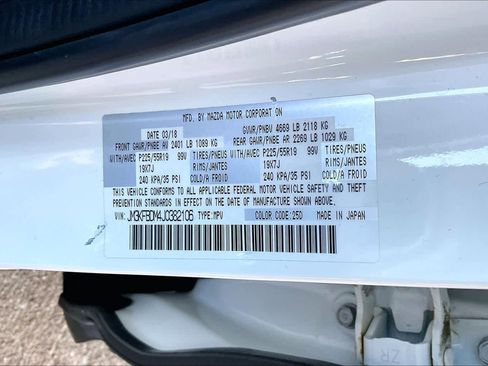 MFD. BY MAZDA MOTOR CORPORATION
DATE 03/18 GVWR/PNBV 4669 LB 2118 KG
FRONT GAWR/PNBE AV 2401 LB 1089 KG REAR GAWR/PNBE AR 2269 LB 1029 KG
WITH/AVEC P225/55R19 99V TIRES/PNEUS WITH/AVEC P225/55R19 99V TIRES/PNEUS
19X7J RIMS/JANTES 19X7J RIMS/JANTES
240 KPA/35 PSI COLD/A FROID 240 KPA/35 PSI COLD/A FROID
THIS VEHICLE CONFORMS TO ALL APPLICABLE FEDERAL MOTOR VEHICLE SAFETY AND THEFT
PREVENTION STANDARDS IN EFFECT ON THE DATE OF MANUFACTURE SHOWN ABOVE.
VIN: JM3KFBDM4J0382106 TYPE: MPV COLOR CODE: 25D MADE IN JAPAN
ZR